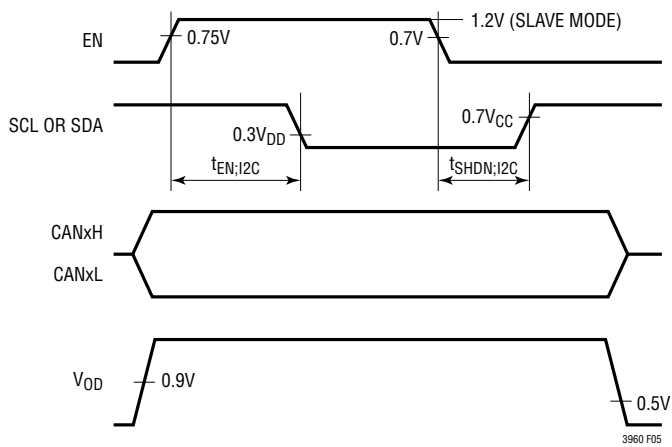 1.2V (SLAVE MODE)
EN
0.75V
0.7V
SCL OR SDA
0.3VDD
0.7VCC
tEN;I2C
tSHDN;I2C
CANxH
CANxL
VOD
0.9V
0.5V
3960 F05